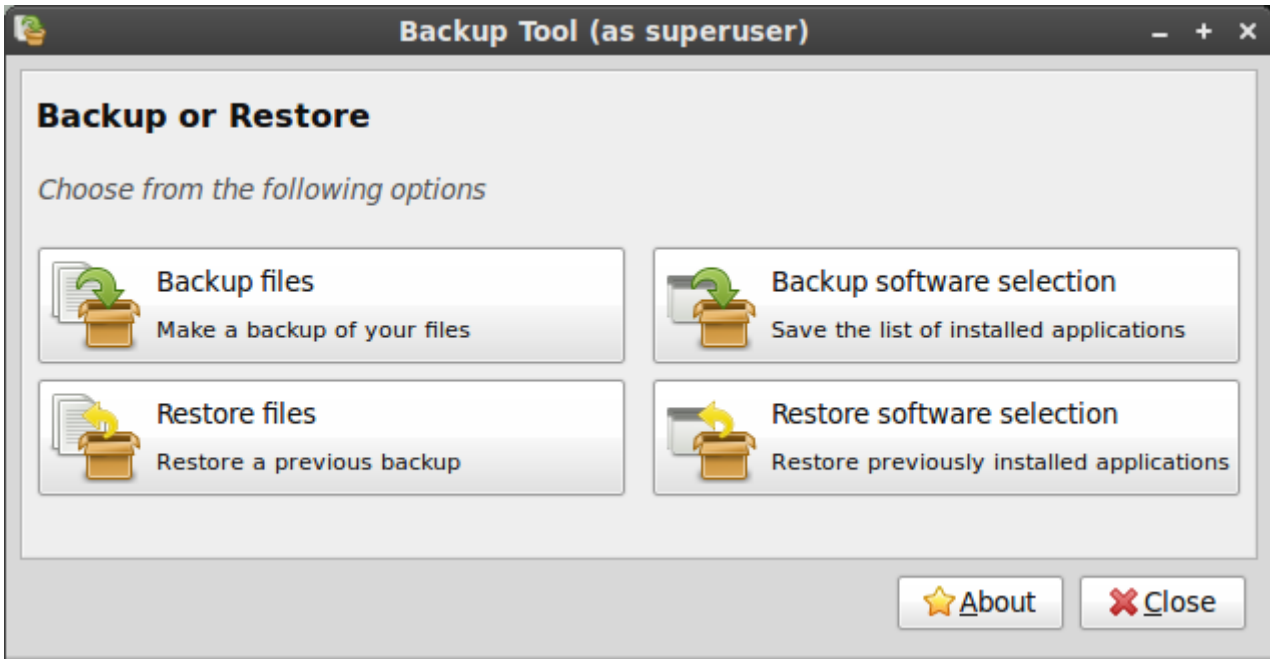 Backup Tool (as superuser)
Backup or Restore
Choose from the following options
Backup files
Make a backup of your files
Backup software selection
Save the list of installed applications
Restore files
Restore a previous backup
Restore software selection
Restore previously installed applications
About
Close